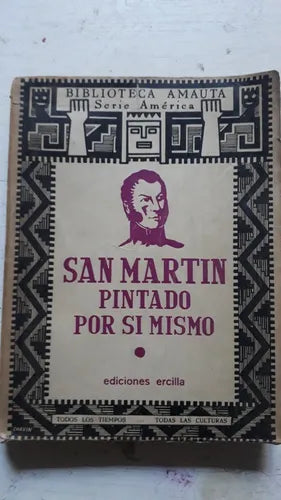 BIBLIOTECA AMAUTA
Serie América
SAN MARTIN
PINTADO
POR SI MISMO
ediciones ercilla
TODOS LOS TIEMPOS ... TODAS LAS CULTURAS